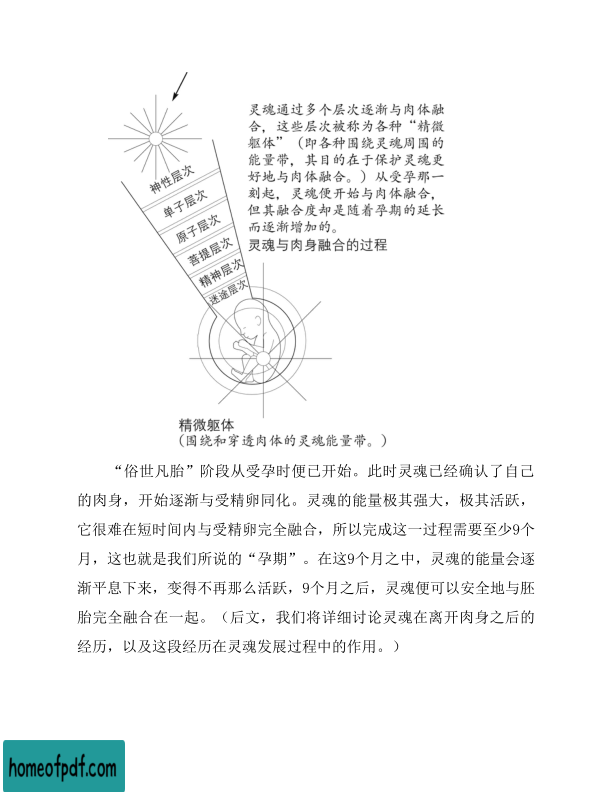 灵魂通过多个层次逐渐与肉体融
合，这些层次被称为各种“精微
躯体”（即各种围绕灵魂周围的
能量带，其目的在于保护灵魂更
好地与肉体融合。）从受孕那一
刻起，灵魂便开始与肉体融合，
但其融合度却是随着孕期的延长
而逐渐增加的。
灵魂与肉身融合的过程
神性层次
单子层次
原子层次
菩提层次
精神层次
迷途层次
精微躯体
(围绕和穿透肉体的灵魂能量带。)
“俗世凡胎”阶段从受孕时便已开始。此时灵魂已经确认了自己
的肉身，开始逐渐与受精卵同化。灵魂的能量极其强大，极其活跃，
它很难在短时间内与受精卵完全融合，所以完成这一过程需要至少9个
月，这也就是我们所说的“孕期”。在这9个月之中，灵魂的能量会逐
渐平息下来，变得不再那么活跃，9个月之后，灵魂便可以安全地与胚
胎完全融合在一起。（后文，我们将详细讨论灵魂在离开肉身之后的
经历，以及这段经历在灵魂发展过程中的作用。）
homeofpdf.com